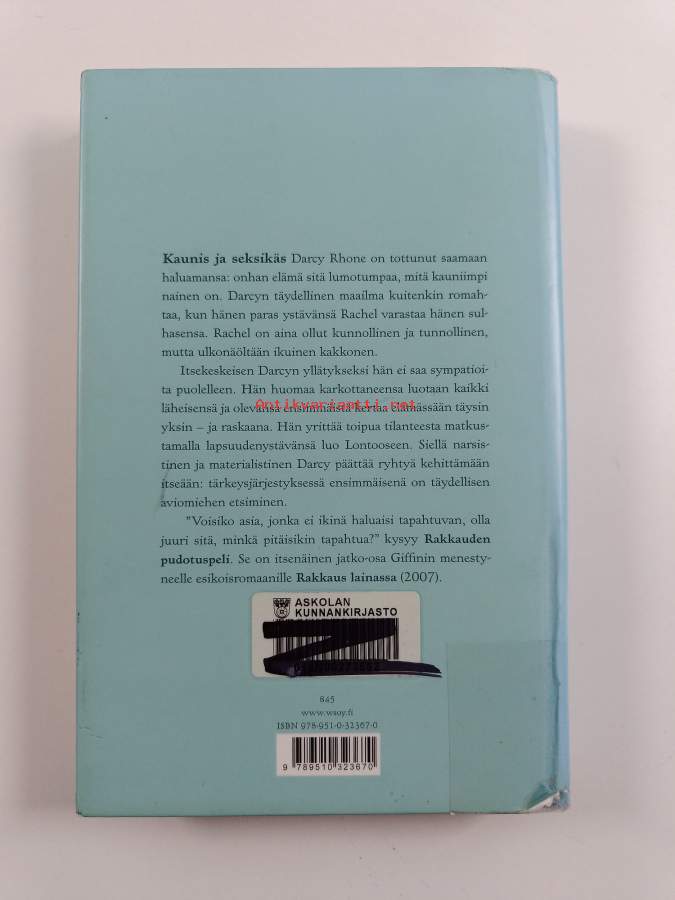 Kaunis ja seksikäs Darcy Rhone on tottunut saamaan
haluamansa: onhan elämä sitä lumotumpaa, mitä kauniimpi
nainen on. Darcyn täydellinen maailma kuitenkin romah-
taa, kun hänen paras ystävänsä Rachel varastaa hänen sul-
hasensa. Rachel on aina ollut kunnollinen ja tunnollinen,
mutta ulkonäöltään ikuinen kakkonen.
Itsekeskeisen Darcyn yllätykseksi hän ei saa sympatioi-
ta puolelleen. Hän huomaa karkottaneensa luotaan kaikki
Antikvariaatti.net
läheisensä ja olevansa ensimmäistä kertaa elämässään täysin
yksin – ja raskaana. Hän yrittää toipua tilanteesta matkus-
tamalla lapsuudenystävänsä luo Lontooseen. Siellä narsis-
tinen ja materialistinen Darcy päättää ryhtyä kehittämään
itseään: tärkeysjärjestyksessä ensimmäisenä on täydellisen
aviomiehen etsiminen.
"Voisiko asia, jonka ei ikinä haluaisi tapahtuvan, olla
juuri sitä, minkä pitäisikin tapahtua?" kysyy Rakkauden
pudotuspeli. Se on itsenäinen jatko-osa Giffinin menesty-
neelle esikoisromaanille Rakkaus lainassa (2007).
ASKOLAN
KUNNANKIRJASTO
845
www.wsoy.fi
ISBN 978-951-0-32367-0
9 789510 323670